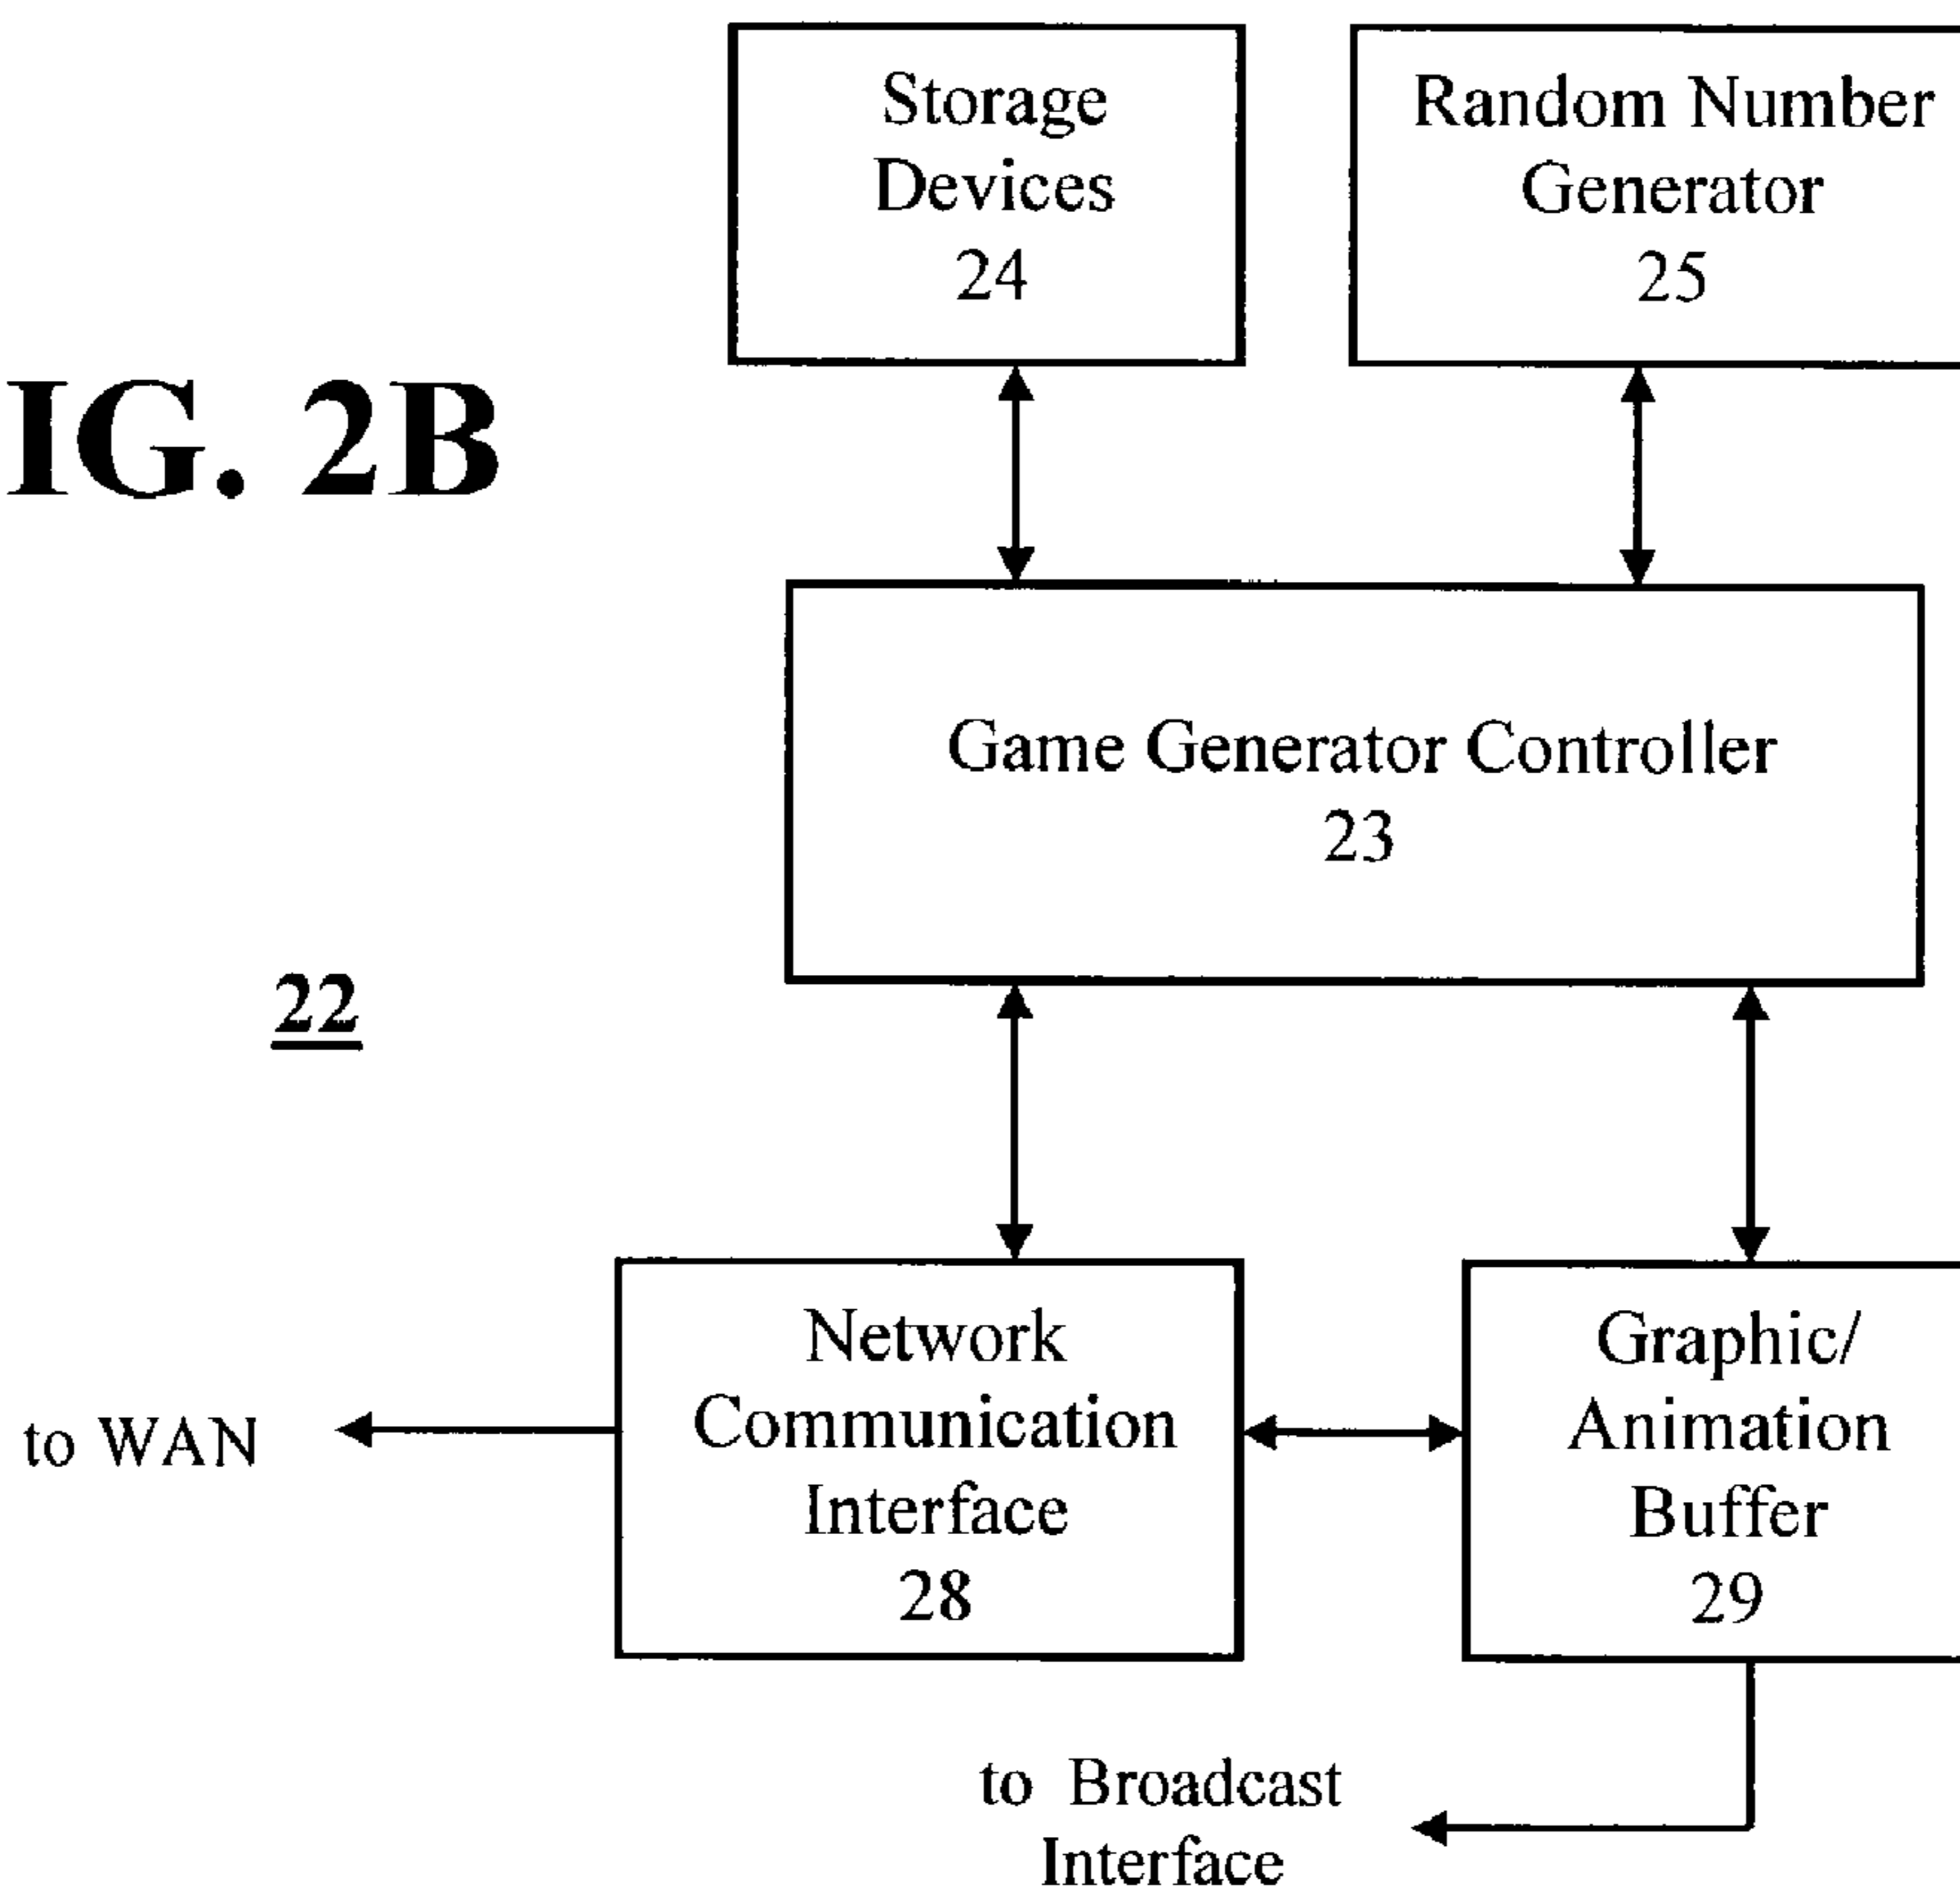 Storage
Devices
24
Random Number
Generator
25
IG. 2B
Game Generator Controller
23
22
Network
Communication
Interface
28
Graphic/
Animation
Buffer
29
to WAN
to Broadcast
Interface